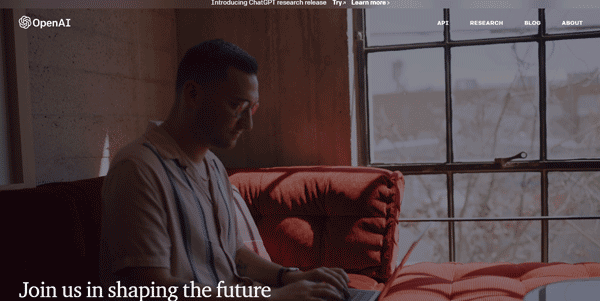 Introducing ChatGPT research release Try↗ Learn more›
OpenAI
API RESEARCH BLOG ABOUT
Join us in shaping the future